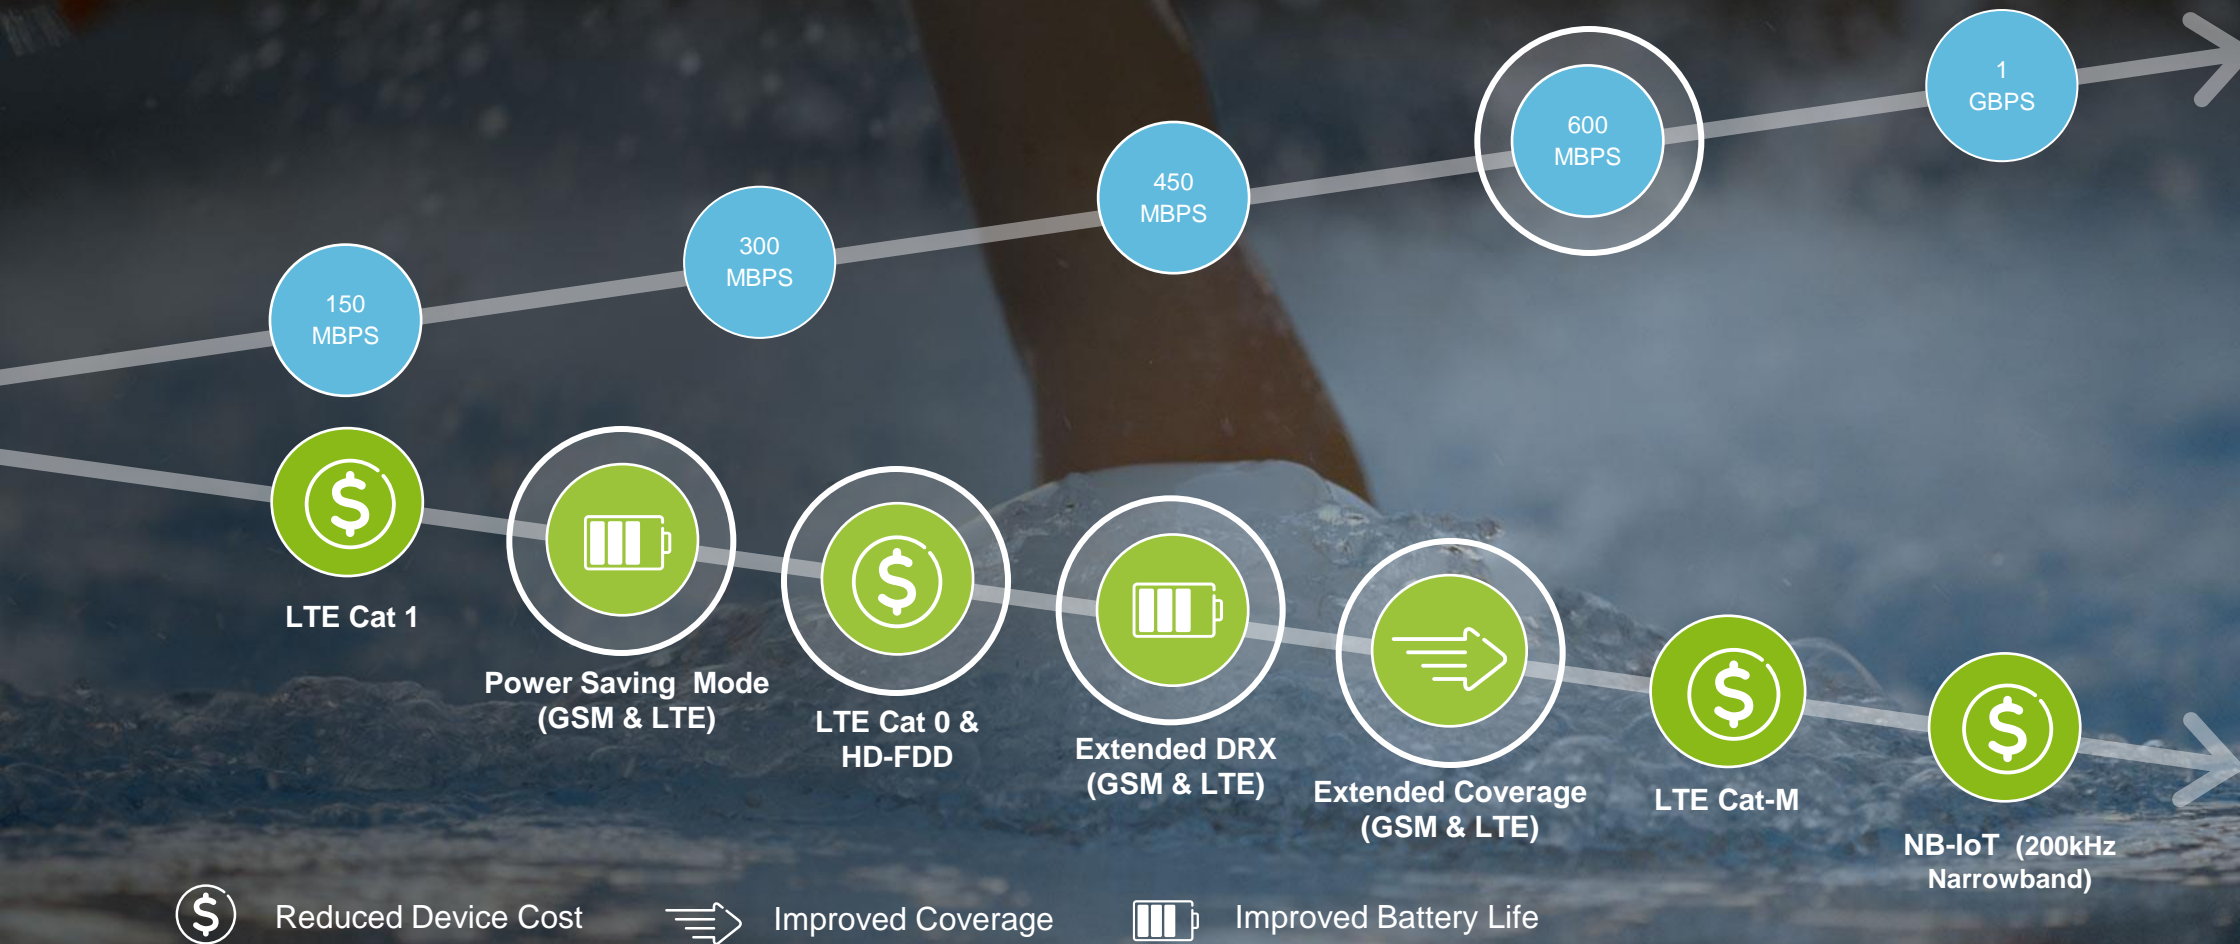 150
MBPS
300
MBPS
450
MBPS
600
MBPS
1
GBPS
LTE Cat 1
Power Saving  Mode
(GSM & LTE)
LTE Cat 0 &
HD-FDD
Extended DRX
(GSM & LTE)
Extended Coverage
(GSM & LTE)
LTE Cat-M
NB-IoT  (200kHz
Narrowband)
Reduced Device Cost
Improved Coverage
Improved Battery Life